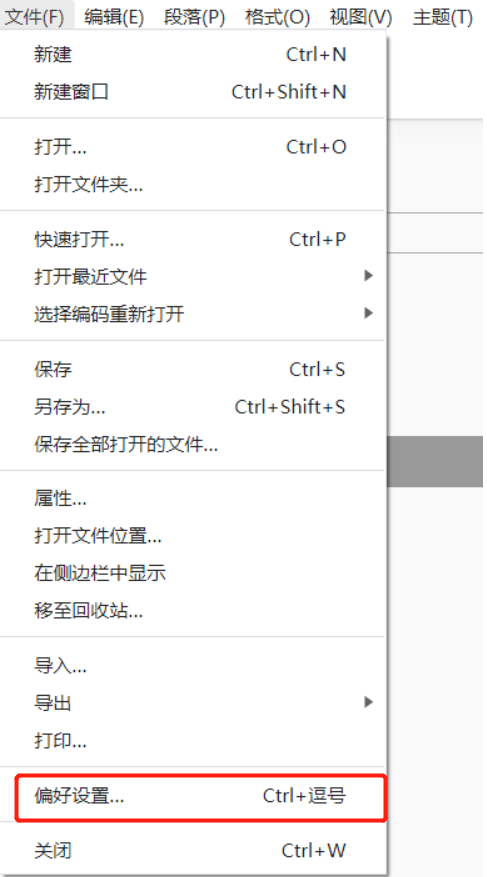 文件(F) 编辑(E) 段落(P) 格式(O) 视图(V) 主题(T)
新建 Ctrl+N
新建窗口 Ctrl+Shift+N
打开... Ctrl+O
打开文件夹...
快速打开... Ctrl+P
打开最近文件
选择编码重新打开
保存 Ctrl+S
另存为... Ctrl+Shift+S
保存全部打开的文件...
属性...
打开文件位置...
在侧边栏中显示
移至回收站...
导入...
导出
打印...
偏好设置... Ctrl+逗号
关闭 Ctrl+W